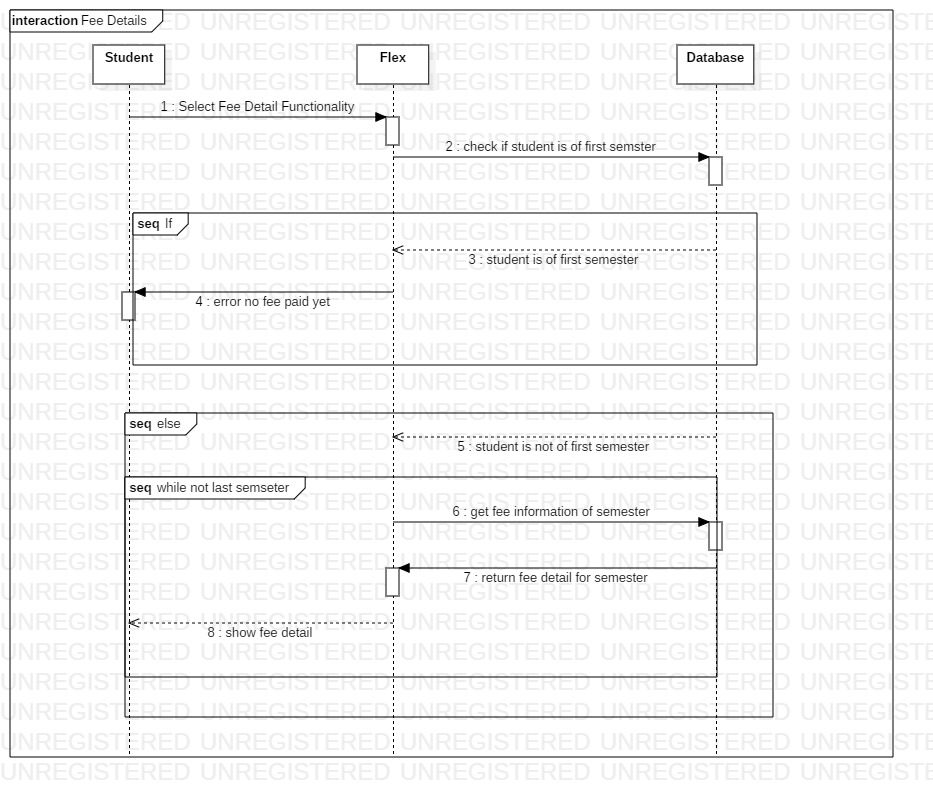 interaction Fee Details
Student
Flex
Database
1 : Select Fee Detail Functionality
2 : check if student is of first semster
seq If
3 : student is of first semester
4 : error no fee paid yet
seq else
5 : student is not of first semester
seq while not last semseter
6 : get fee information of semester
7 : return fee detail for semester
8 : show fee detail
UNREGISTERED